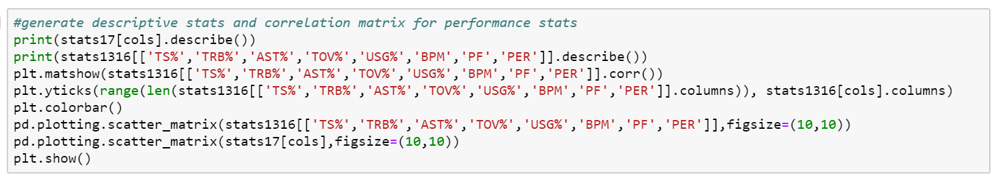 #generate descriptive stats and correlation matrix for performance stats
print(stats17[cols].describe())
print(stats1316[['TS%','TRB%','AST%','TOV%','USG%','BPM','PF','PER']].describe())
plt.matshow(stats1316[['TS%','TRB%','AST%','TOV%','USG%','BPM','PF','PER']].corr())
plt.yticks(range(len(stats1316[['TS%','TRB%','AST%','TOV%','USG%','BPM','PF','PER']].columns)), stats1316[cols].columns)
plt.colorbar()
pd.plotting.scatter_matrix(stats1316[['TS%','TRB%','AST%','TOV%','USG%','BPM','PF','PER']],figsize=(10,10))
pd.plotting.scatter_matrix(stats17[cols],figsize=(10,10))
plt.show()